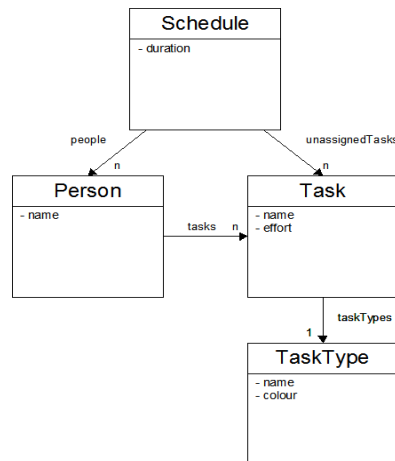 Schedule
- duration
people
unassignedTasks
n
n
Person
- name
tasks
n
Task
- name
- effort
taskTypes
1
TaskType
- name
- colour